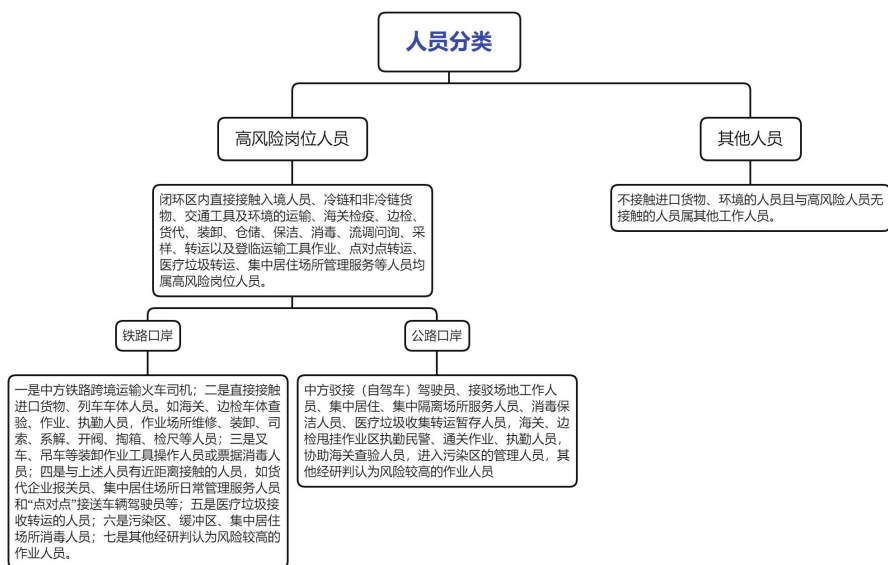 人员分类
高风险岗位人员
其他人员
闭环区内直接接触入境人员、冷链和非冷链货
物、交通工具及环境的运输、海关检疫、边检、
货代、装卸、仓储、保洁、消毒、流调问询、采
样、转运以及登临运输工具作业、点对点转运、
医疗垃圾转运、集中居住场所管理服务等人员均
属高风险岗位人员。
不接触进口货物、环境的人员且与高风险人员无
接触的人员属其他工作人员。
铁路口岸
公路口岸
一是中方铁路跨境运输火车司机；二是直接接触
进口货物、列车车体人员。如海关、边检车体查
验、作业、执勤人员，作业场所维修、装卸、司
索、系解、开阀、掏箱、检尺等人员；三是叉
车、吊车等装卸作业工具操作人员或票据消毒人
员；四是与上述人员有近距离接触的人员，如货
代企业报关员、集中居住场所日常管理服务人员
和“点对点”接送车辆驾驶员等；五是医疗垃圾接
收转运的人员；六是污染区、缓冲区、集中居住
场所消毒人员；七是其他经研判认为风险较高的
作业人员。
中方驳接（自驾车）驾驶员、接驳场地工作人
员、集中居住、集中隔离场所服务人员、消毒保
洁人员、医疗垃圾收集转运暂存人员，海关、边
检甩挂作业区执勤民警、通关作业、执勤人员，
协助海关查验人员，进入污染区的管理人员，其
他经研判认为风险较高的作业人员